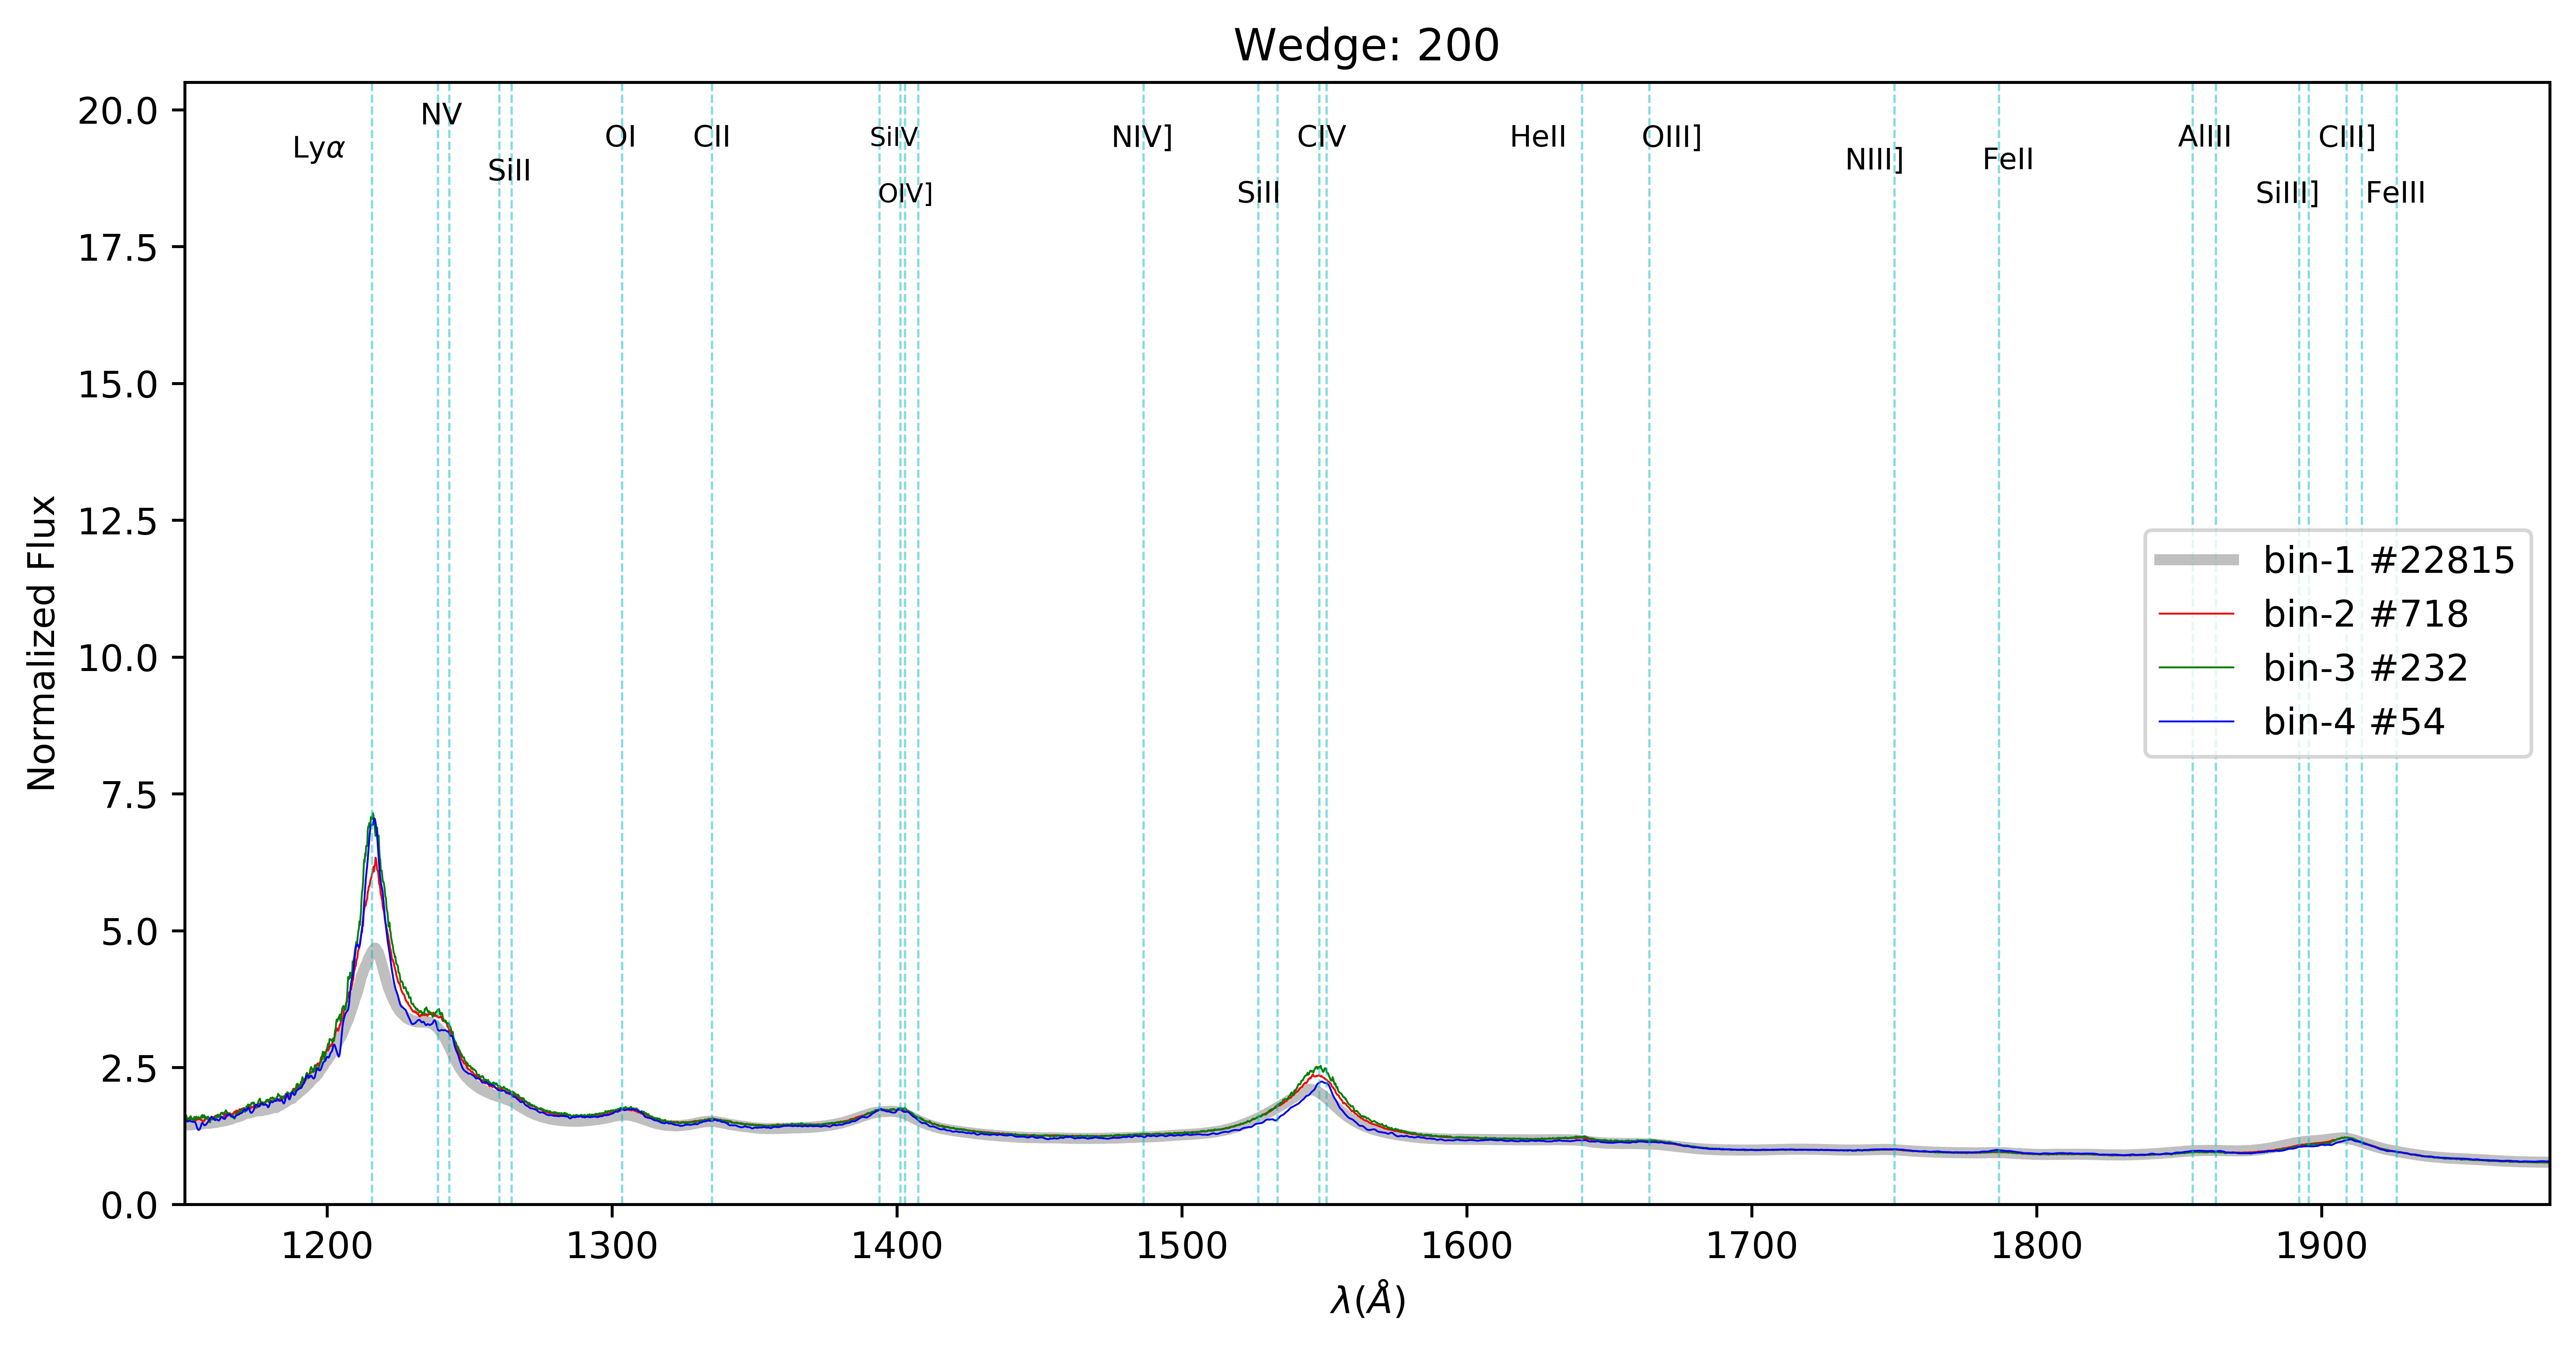 Wedge: 200
20.0
17.5
15.0
12.5
10.0
7.5
5.0
2.5
0.0
Normalized Flux
Lyα
NV
SiII
OI
CII
SiIV
OIV]
NIV]
SiII
CIV
HeII
OIII]
NIII]
FeII
AlIII
SiIII]
CIII]
FeIII
bin-1 #22815
bin-2 #718
bin-3 #232
bin-4 #54
1200 1300 1400 1500 1600 1700 1800 1900
λ(Å)